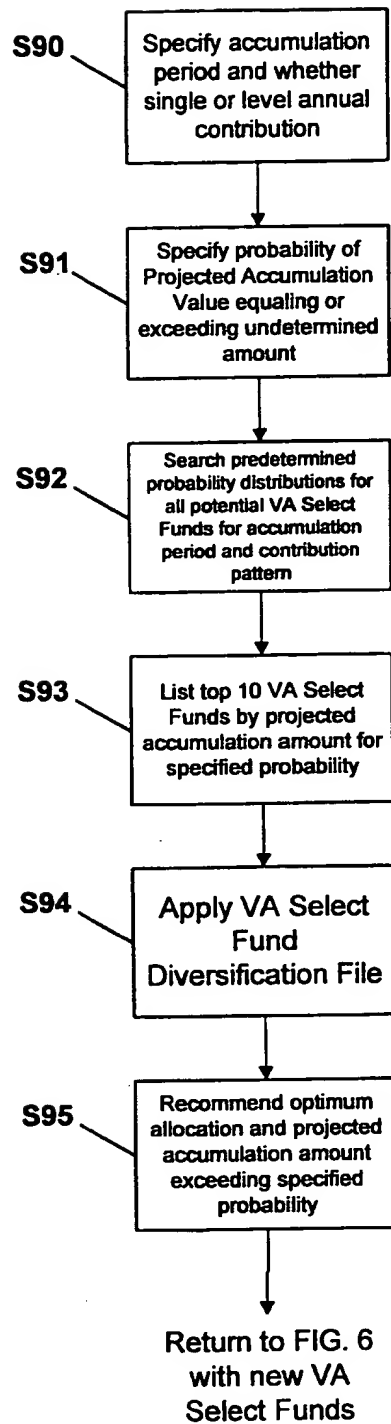 S90
Specify accumulation
period and whether
single or level annual
contribution
S91
Specify probability of
Projected Accumulation
Value equaling or
exceeding undetermined
amount
S92
Search predetermined
probability distributions for
all potential VA Select
Funds for accumulation
period and contribution
pattern
S93
List top 10 VA Select
Funds by projected
accumulation amount for
specified probability
S94
Apply VA Select
Fund
Diversification File
S95
Recommend optimum
allocation and projected
accumulation amount
exceeding specified
probability
Return to FIG. 6
with new VA
Select Funds